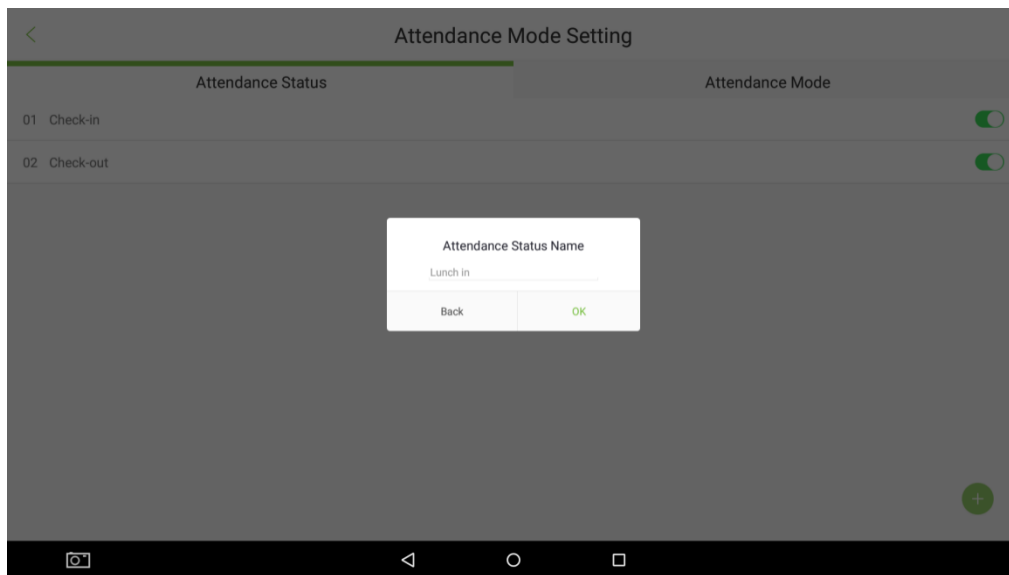 Attendance Mode Setting
Attendance Status
Attendance Mode
01 Check-in
02 Check-out
Attendance Status Name
Lunch in
Back
OK